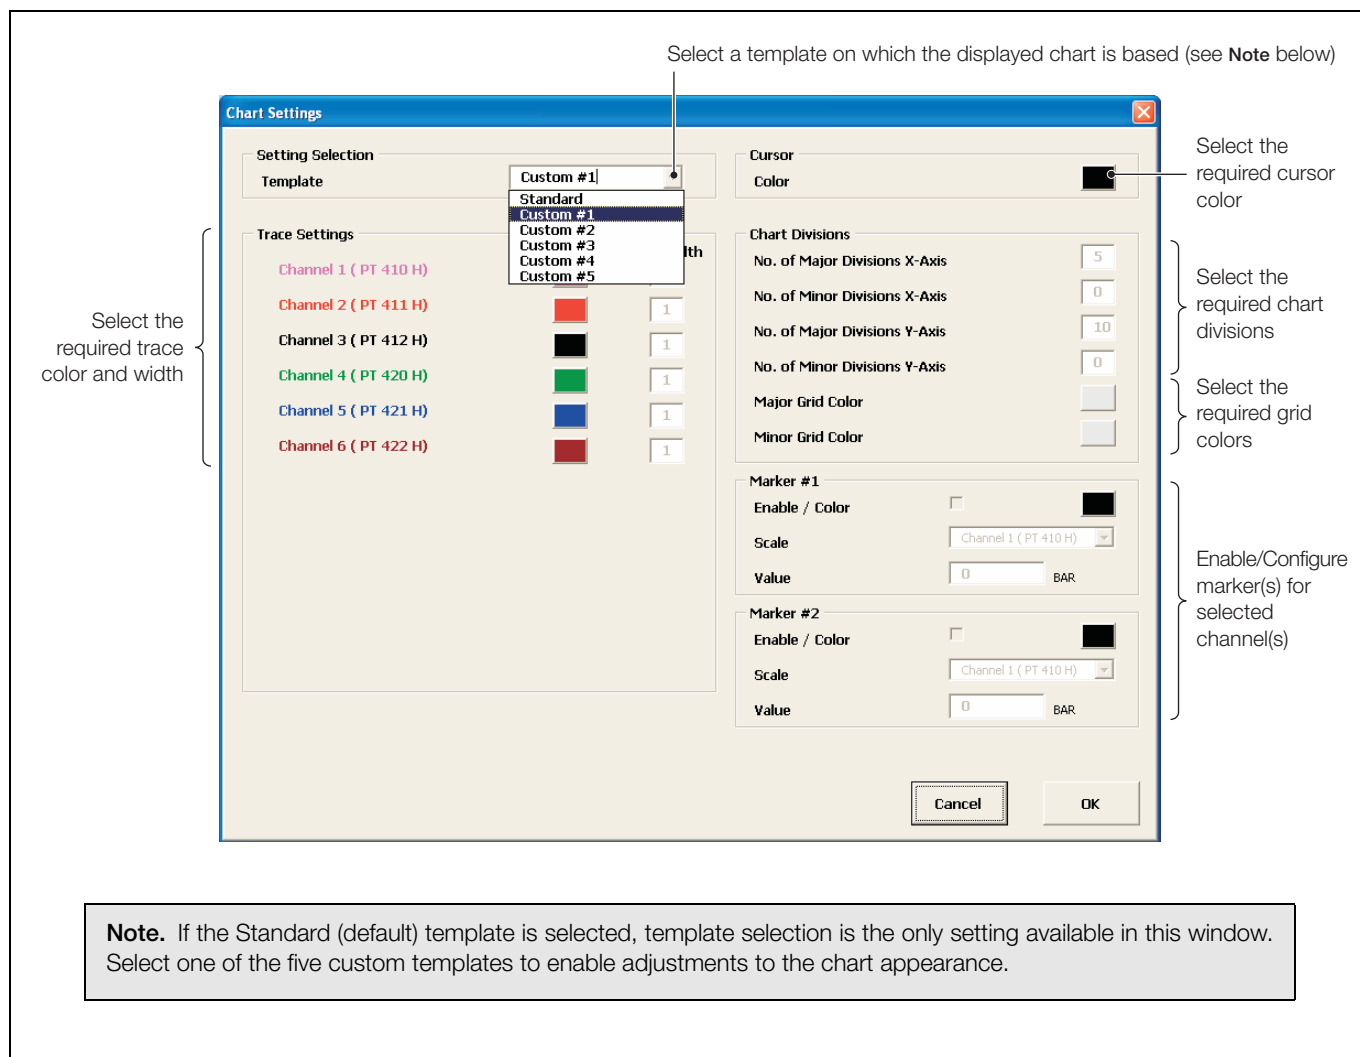 Select a template on which the displayed chart is based (see Note below)
Chart Settings
Setting Selection
Template
Custom #1
Standard
Custom #1
Custom #2
Custom #3
Custom #4
Custom #5
Cursor
Color
Select the
required cursor
color
Trace Settings
Channel 1 ( PT 410 H)
Channel 2 ( PT 411 H)
1
Channel 3 ( PT 412 H)
1
Channel 4 ( PT 420 H)
1
Channel 5 ( PT 421 H)
1
Channel 6 ( PT 422 H)
1
Select the
required trace
color and width
Chart Divisions
No. of Major Divisions X-Axis
5
No. of Minor Divisions X-Axis
0
No. of Major Divisions Y-Axis
10
No. of Minor Divisions Y-Axis
0
Major Grid Color
Minor Grid Color
Select the
required chart
divisions
Select the
required grid
colors
Marker #1
Enable / Color
Scale
Channel 1 ( PT 410 H)
Value
0
BAR
Marker #2
Enable / Color
Scale
Channel 1 ( PT 410 H)
Value
0
BAR
Enable/Configure
marker(s) for
selected
channel(s)
Cancel
OK
Note. If the Standard (default) template is selected, template selection is the only setting available in this window.
Select one of the five custom templates to enable adjustments to the chart appearance.